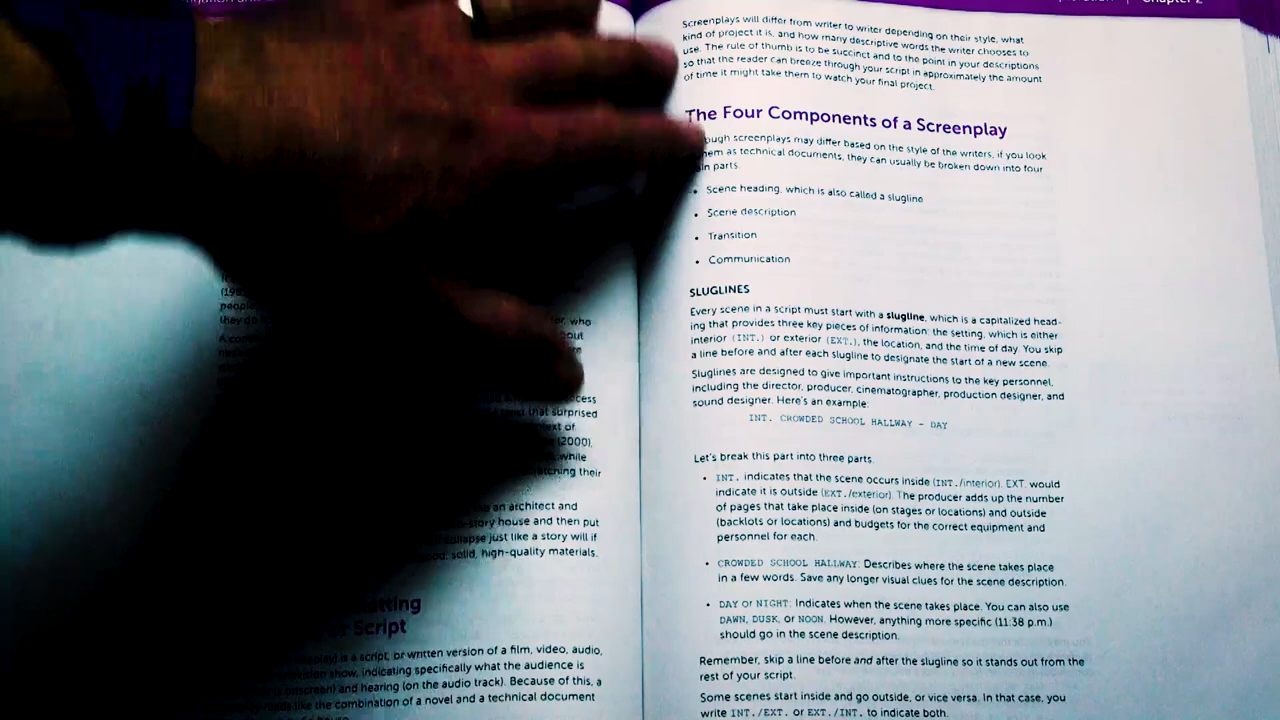 Chapter 2
(19
people
they do
or, who
bout
A
cess
that surprised
text of
(2000),
while
atching their
an architect and
-story house and then put
collapse just like a story will if
solid, high-quality materials.
atting
Script
is a script, or written version of a film, video, audio,
show, indicating specifically what the audience is
onscreen) and hearing (on the audio track). Because of this, a
like the combination of a novel and a technical document
Screenplays will differ from writer to writer depending on their style, what
kind of project it is, and how many descriptive words the writer chooses to
use. The rule of thumb is to be succinct and to the point in your descriptions
so that the reader can breeze through your script in approximately the amount
of time it might take them to watch your final project.
The Four Components of a Screenplay
ough screenplays may differ based on the style of the writers, if you look
hem as technical documents, they can usually be broken down into four
in parts.
• Scene heading, which is also called a slugline
• Scene description
• Transition
• Communication
SLUGLINES
Every scene in a script must start with a slugline, which is a capitalized head-
ing that provides three key pieces of information: the setting, which is either
interior (INT.) or exterior (EXT.), the location, and the time of day. You skip
a line before and after each slugline to designate the start of a new scene.
Sluglines are designed to give important instructions to the key personnel,
including the director, producer, cinematographer, production designer, and
sound designer. Here's an example:
INT. CROWDED SCHOOL HALLWAY – DAY
Let's break this part into three parts.
• INT. indicates that the scene occurs inside (INT./interior). EXT. would
indicate it is outside (EXT./exterior). The producer adds up the number
of pages that take place inside (on stages or locations) and outside
(backlots or locations) and budgets for the correct equipment and
personnel for each.
• CROWDED SCHOOL HALLWAY: Describes where the scene takes place
in a few words. Save any longer visual clues for the scene description.
• DAY or NIGHT: Indicates when the scene takes place. You can also use
DAWN, DUSK, or NOON. However, anything more specific (11:38 p.m.)
should go in the scene description.
Remember, skip a line before and after the slugline so it stands out from the
rest of your script.
Some scenes start inside and go outside, or vice versa. In that case, you
write INT./EXT. or EXT./INT. to indicate both.